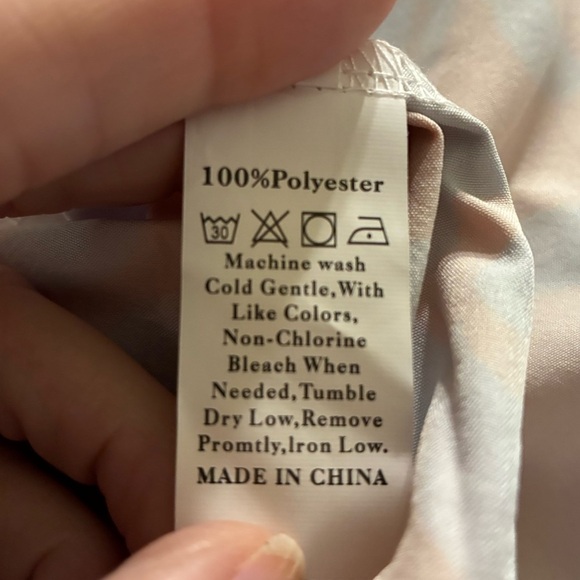 100%Polyester
30
Machine wash
Cold Gentle,With
Like Colors,
Non-Chlorine
Bleach When
Needed,Tumble
Dry Low,Remove
Promtly,Iron Low.
MADE IN CHINA